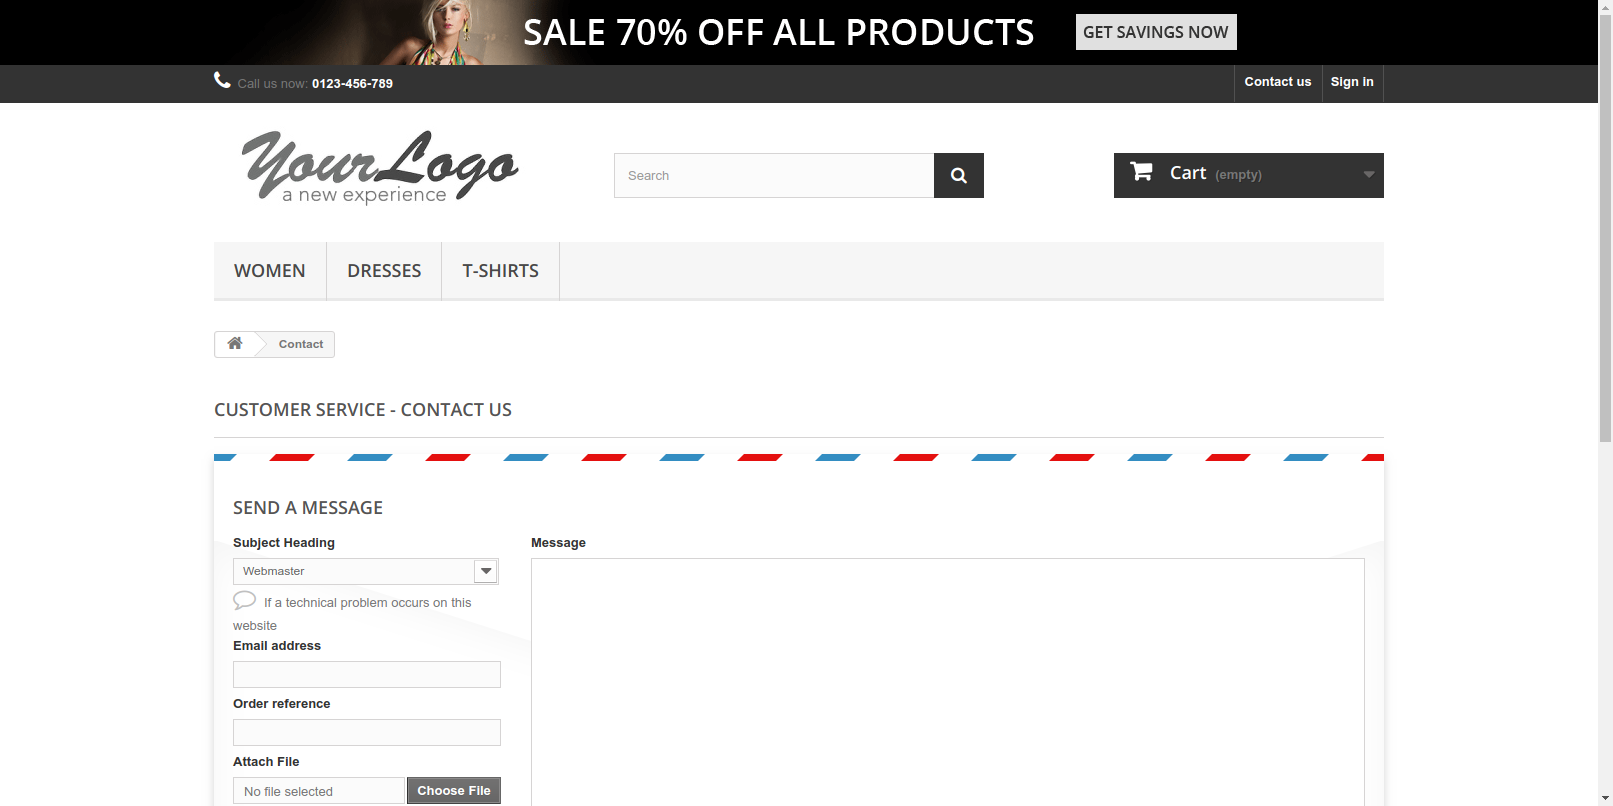 SALE 70% OFF ALL PRODUCTS
GET SAVINGS NOW
Call us now: 0123-456-789
Contact us
Sign in
YourLogo
a new experience
Search
Cart (empty)
WOMEN
DRESSES
T-SHIRTS
Contact
CUSTOMER SERVICE - CONTACT US
SEND A MESSAGE
Subject Heading
Webmaster
If a technical problem occurs on this
website
Email address
Order reference
Attach File
No file selected
Choose File
Message